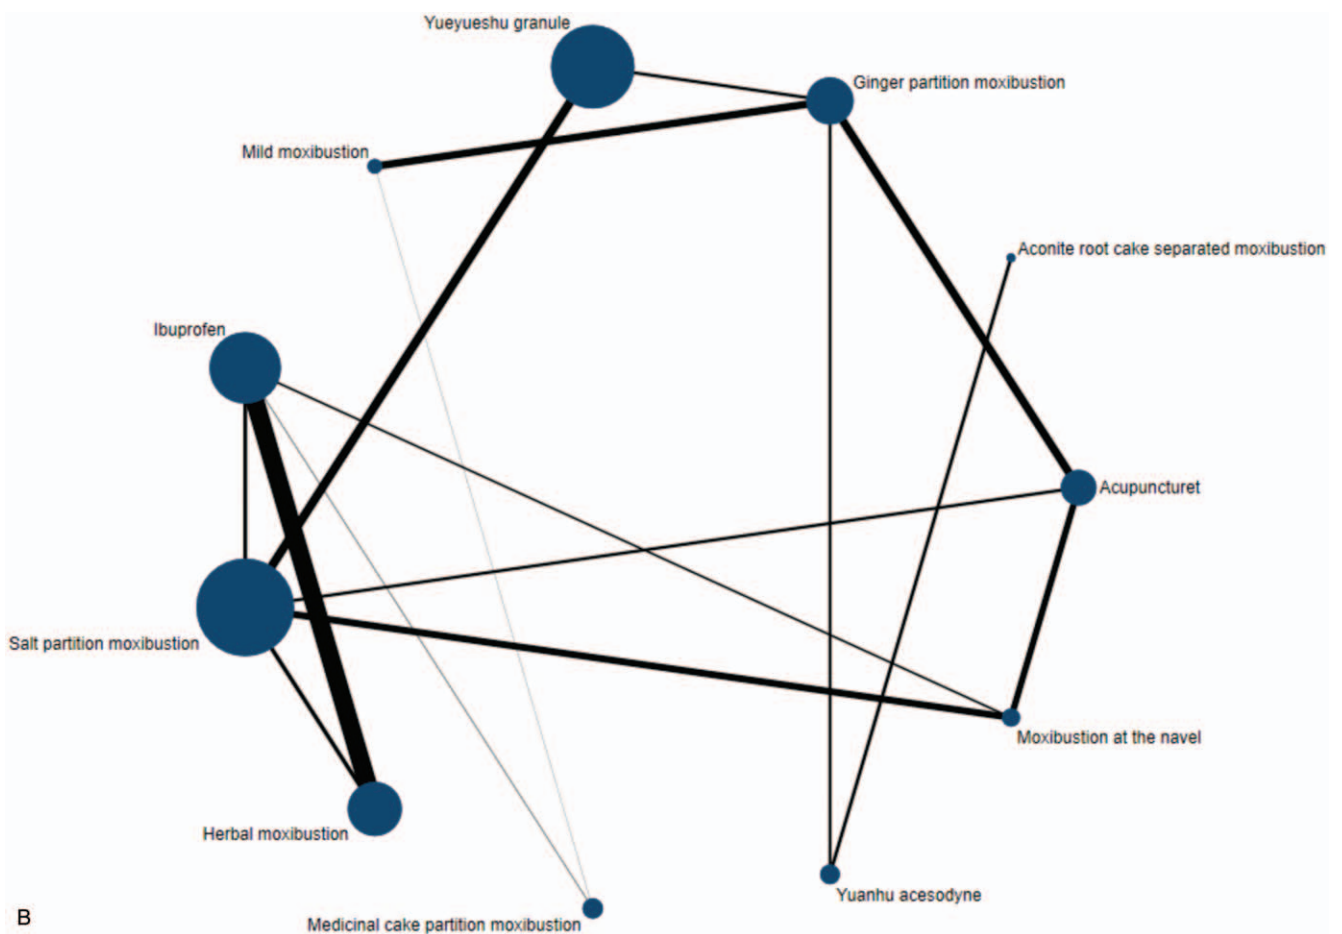 Yueyueshu granule
Ginger partition moxibustion
Mild moxibustion
Aconite root cake separated moxibustion
Ibuprofen
Acupuncturet
Salt partition moxibustion
Moxibustion at the navel
Herbal moxibustion
Yuanhu acesodyne
Medicinal cake partition moxibustion
B